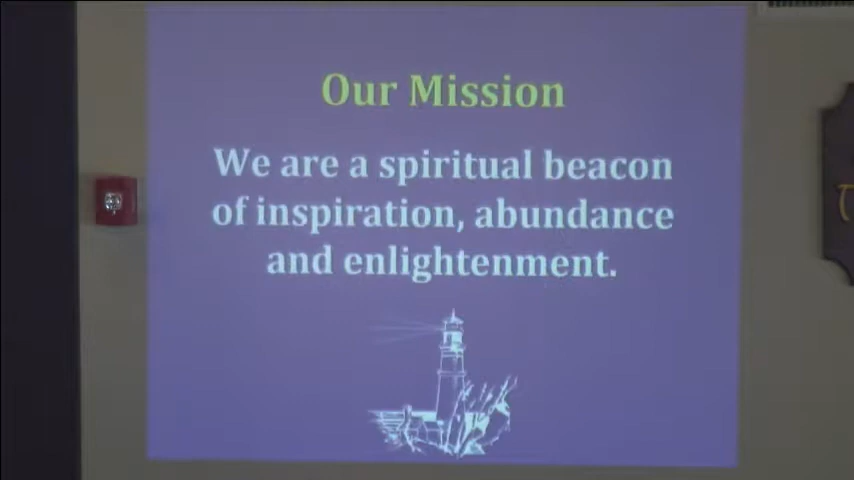 Our Mission
We are a spiritual beacon
of inspiration, abundance
and enlightenment.